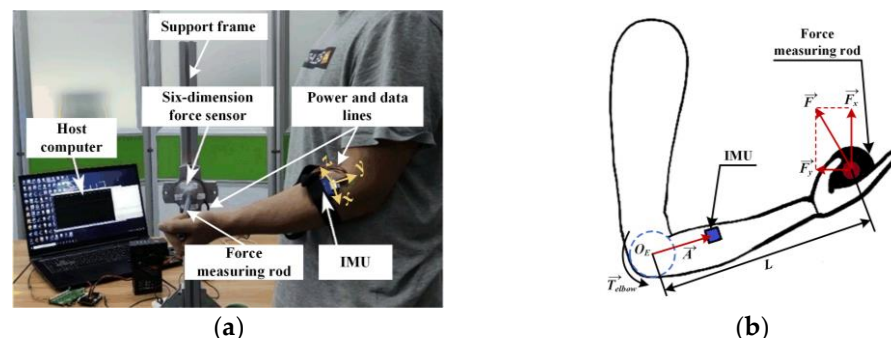 Support frame
Six-dimension
force sensor
Power and data
lines
Host
computer
z
y
x
Force
measuring rod
IMU
(a)
Force
measuring rod
F
Fx
Fy
IMU
OE
A
L
Telbow
(b)